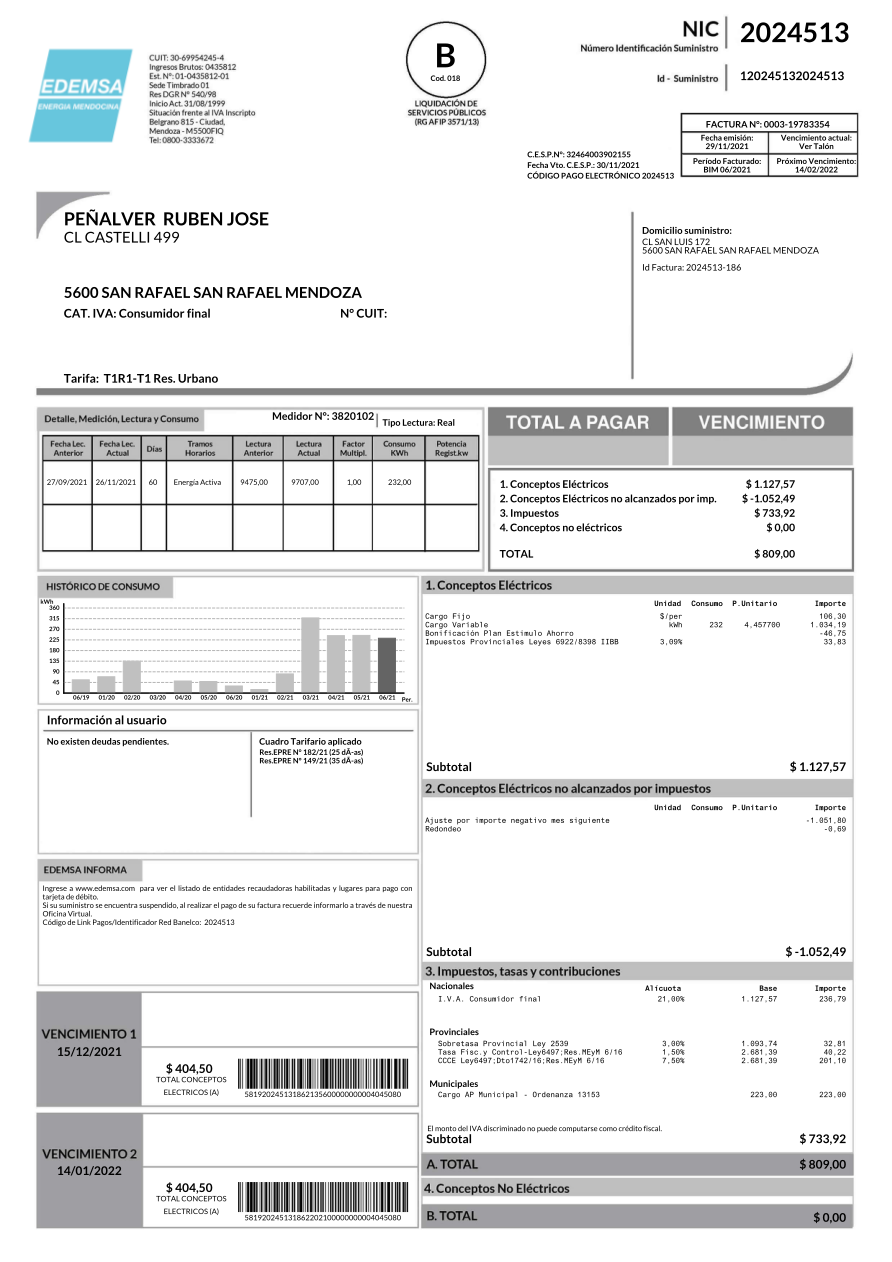 EDEMSA
ENERGIA MENDOCINA
CUIT: 30-69954245-4
Ingresos Brutos: 0435812
Est. Nº: 01-0435812-01
Sede Timbrado 01
Res DGR Nº 540/98
Inicio Act. 31/08/1999
Situación frente al IVA Inscripto
Belgrano 815 - Ciudad,
Mendoza - M5500FIQ
Tel: 0800-3333672
B
Cod. 018
LIQUIDACIÓN DE
SERVICIOS PÚBLICOS
(RG AFIP 3571/13)
NIC 2024513
Número Identificación Suministro
Id - Suministro 120245132024513
C.E.S.P.Nº: 32464003902155
Fecha Vto. C.E.S.P.: 30/11/2021
CÓDIGO PAGO ELECTRÓNICO 2024513
FACTURA Nº: 0003-19783354
Fecha emisión: Vencimiento actual:
29/11/2021 Ver Talón
Período Facturado: Próximo Vencimiento:
BIM 06/2021 14/02/2022
PEÑALVER RUBEN JOSE
CL CASTELLI 499
5600 SAN RAFAEL SAN RAFAEL MENDOZA
CAT. IVA: Consumidor final Nº CUIT:
Tarifa: T1R1-T1 Res. Urbano
Domicilio suministro:
CL SAN LUIS 172
5600 SAN RAFAEL SAN RAFAEL MENDOZA
Id Factura: 2024513-186
Detalle, Medición, Lectura y Consumo Medidor Nº: 3820102 Tipo Lectura: Real
Fecha Lec. Anterior Fecha Lec. Actual Días Tramos Horarios Lectura Anterior Lectura Actual Factor Multipl. Consumo KWh Potencia Regist.kw
27/09/2021 26/11/2021 60 Energía Activa 9475,00 9707,00 1,00 232,00
TOTAL A PAGAR VENCIMIENTO
1. Conceptos Eléctricos $ 1.127,57
2. Conceptos Eléctricos no alcanzados por imp. $ -1.052,49
3. Impuestos $ 733,92
4. Conceptos no eléctricos $ 0,00
TOTAL $ 809,00
HISTÓRICO DE CONSUMO
kWh
360
315
270
225
180
135
90
45
0
06/19 01/20 02/20 03/20 04/20 05/20 06/20 01/21 02/21 03/21 04/21 05/21 06/21 Per.
Información al usuario
No existen deudas pendientes.
Cuadro Tarifario aplicado
Res.EPRE Nº 182/21 (25 dÃ-as)
Res.EPRE Nº 149/21 (35 dÃ-as)
EDEMSA INFORMA
Ingrese a www.edemsa.com para ver el listado de entidades recaudadoras habilitadas y lugares para pago con
tarjeta de débito.
Si su suministro se encuentra suspendido, al realizar el pago de su factura recuerde informarlo a través de nuestra
Oficina Virtual.
Código de Link Pagos/Identificador Red Banelco: 2024513
VENCIMIENTO 1
15/12/2021
$ 404,50
TOTAL CONCEPTOS
ELECTRICOS (A)
58192024513186213560000000004045080
VENCIMIENTO 2
14/01/2022
$ 404,50
TOTAL CONCEPTOS
ELECTRICOS (A)
58192024513186220210000000004045080
1. Conceptos Eléctricos
Unidad Consumo P.Unitario Importe
Cargo Fijo $/per 106,30
Cargo Variable kWh 232 4,457700 1.034,19
Bonificación Plan Estimulo Ahorro -46,75
Impuestos Provinciales Leyes 6922/8398 IIBB 3,09% 33,83
Subtotal $ 1.127,57
2. Conceptos Eléctricos no alcanzados por impuestos
Unidad Consumo P.Unitario Importe
Ajuste por importe negativo mes siguiente -1.051,80
Redondeo -0,69
Subtotal $ -1.052,49
3. Impuestos, tasas y contribuciones
Nacionales Alícuota Base Importe
I.V.A. Consumidor final 21,00% 1.127,57 236,79
Provinciales
Sobretasa Provincial Ley 2539 3,00% 1.093,74 32,81
Tasa Fisc.y Control-Ley6497;Res.MEyM 6/16 1,50% 2.681,39 40,22
CCCE Ley6497;Dto1742/16;Res.MEyM 6/16 7,50% 2.681,39 201,10
Municipales
Cargo AP Municipal - Ordenanza 13153 223,00 223,00
El monto del IVA discriminado no puede computarse como crédito fiscal.
Subtotal $ 733,92
A. TOTAL $ 809,00
4. Conceptos No Eléctricos
B. TOTAL $ 0,00